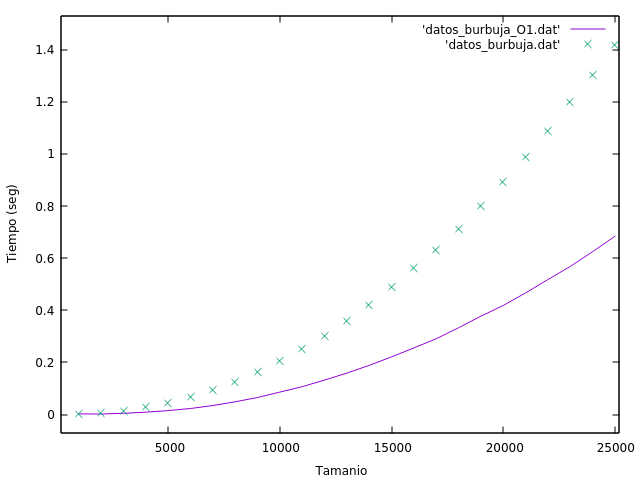 'datos_burbuja_O1.dat'
'datos_burbuja.dat'
1.4
1.2
1
0.8
0.6
0.4
0.2
0
Tiempo (seg)
5000 10000 15000 20000 25000
Tamanio